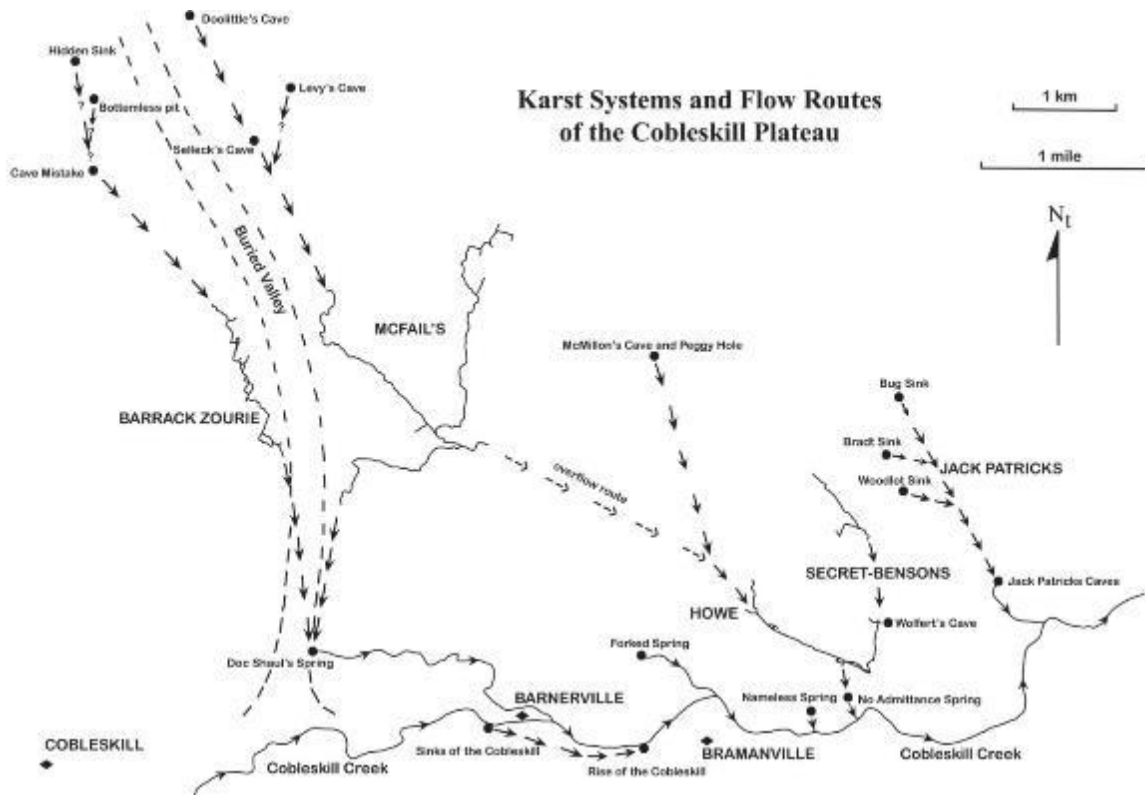 Doolittle's Cave
Hidden Sink
Levy's Cave
?
Bottomless pit
Karst Systems and Flow Routes
of the Cobleskill Plateau
1 km
?
?
Selleck's Cave
?
1 mile
Cave Mistake
Nt
Buried Valley
MCFAIL'S
McMillon's Cave and Peggy Hole
Bug Sink
BARRACK ZOURIE
Bradt Sink
JACK PATRICKS
overflow route
Woodlot Sink
SECRET-BENSONS
Jack Patricks Caves
HOWE
Wolfert's Cave
Forked Spring
Doc Shaul's Spring
BARNERVILLE
Nameless Spring
No Admittance Spring
COBLESKILL
Sinks of the Cobleskill
BRAMANVILLE
Cobleskill Creek
Cobleskill Creek
Rise of the Cobleskill